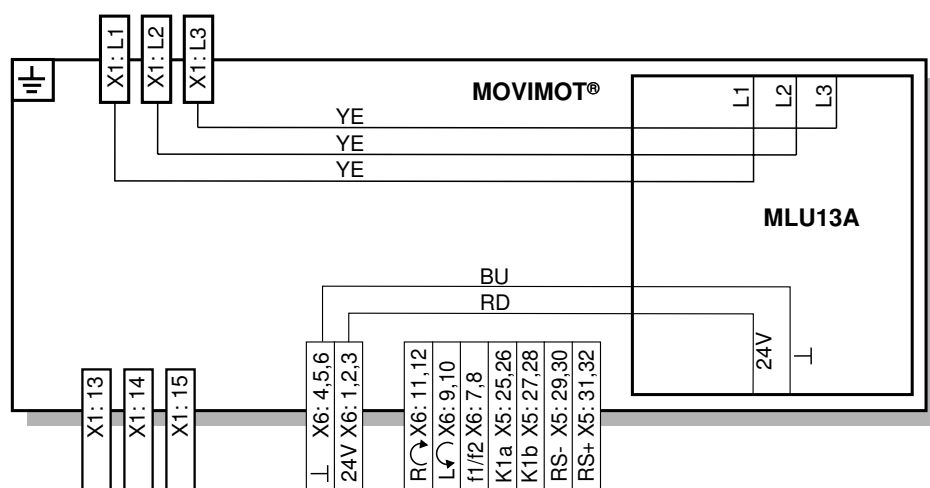 X1: L1
X1: L2
X1: L3
MOVIMOT®
L1
L2
L3
YE
YE
YE
MLU13A
BU
RD
24V
⊥
X1: 13
X1: 14
X1: 15
⊥ X6: 4,5,6
24V X6: 1,2,3
R X6: 11,12
L X6: 9,10
f1/f2 X6: 7,8
K1a X5: 25,26
K1b X5: 27,28
RS- X5: 29,30
RS+ X5: 31,32